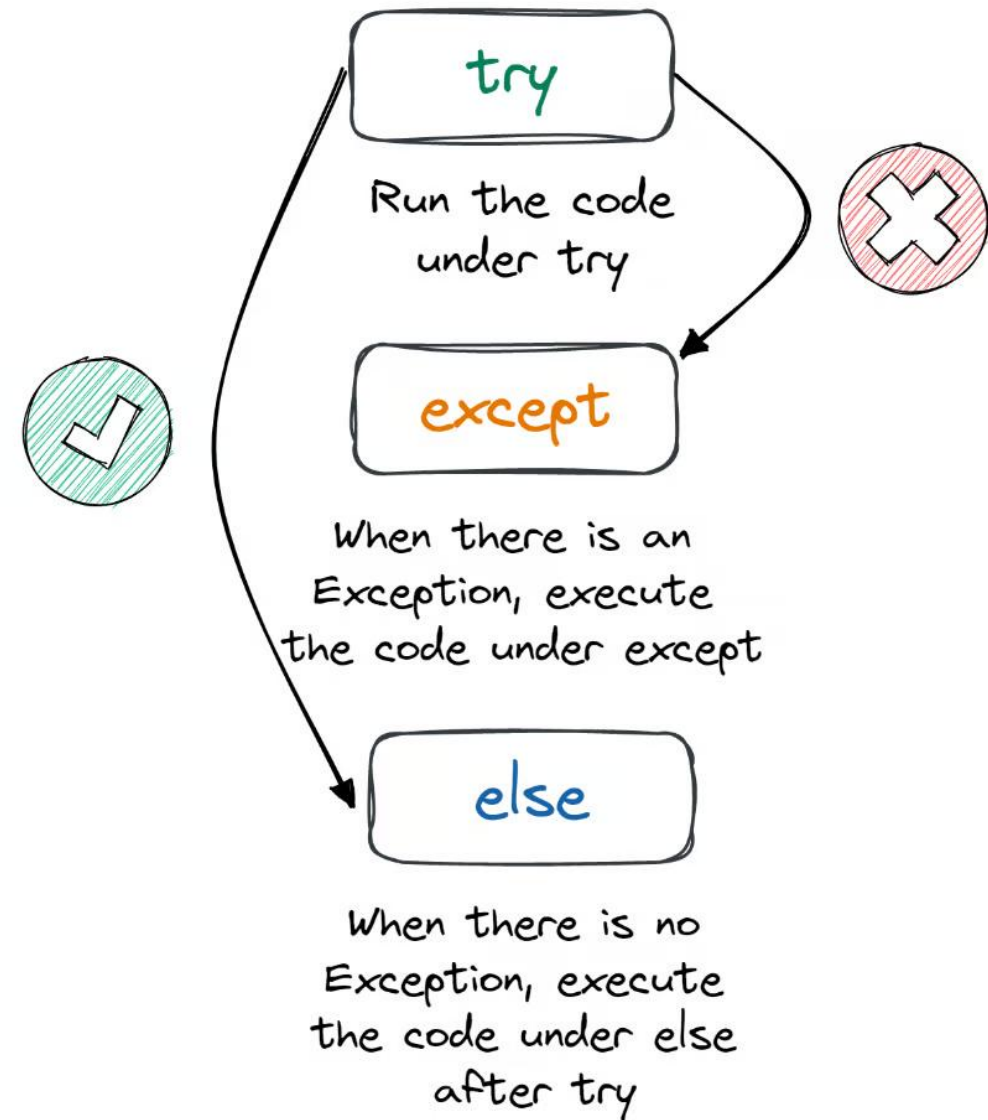 try
Run the code
under try
except
When there is an
Exception, execute
the code under except
else
When there is no
Exception, execute
the code under else
after try